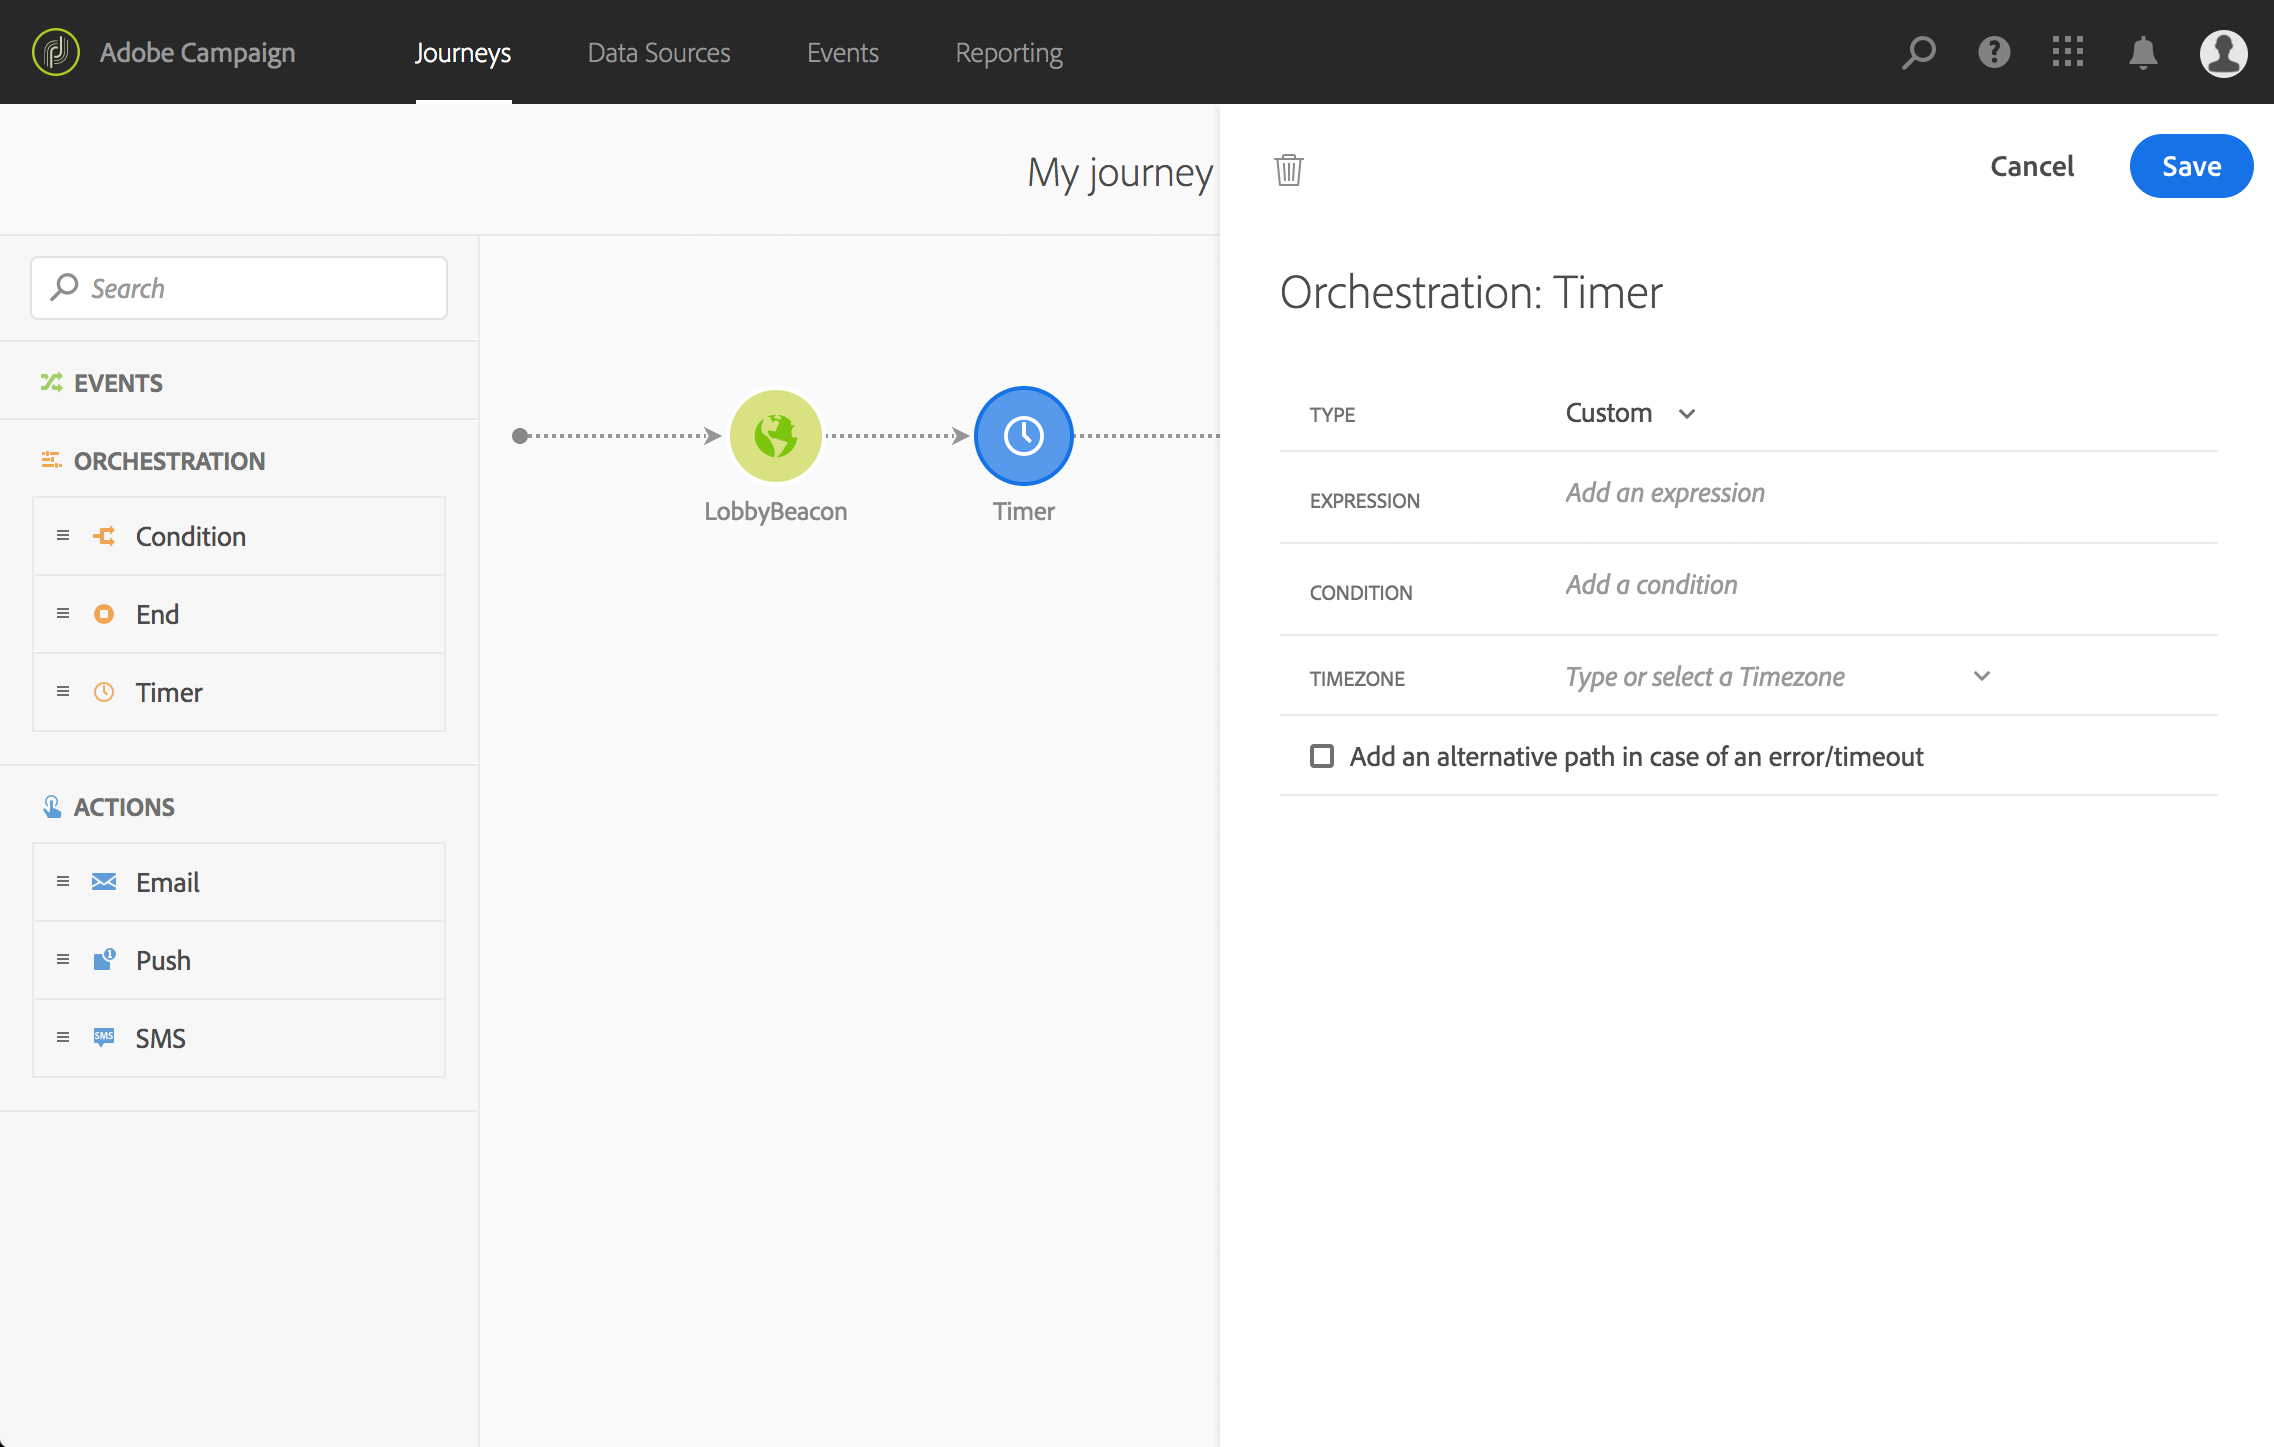 Adobe Campaign
Journeys
Data Sources
Events
Reporting
My journey
Cancel
Save
Search
EVENTS
ORCHESTRATION
Condition
End
Timer
ACTIONS
Email
1
Push
SMS
SMS
LobbyBeacon
Timer
Orchestration: Timer
TYPE
Custom
EXPRESSION
Add an expression
CONDITION
Add a condition
TIMEZONE
Type or select a Timezone
Add an alternative path in case of an error/timeout